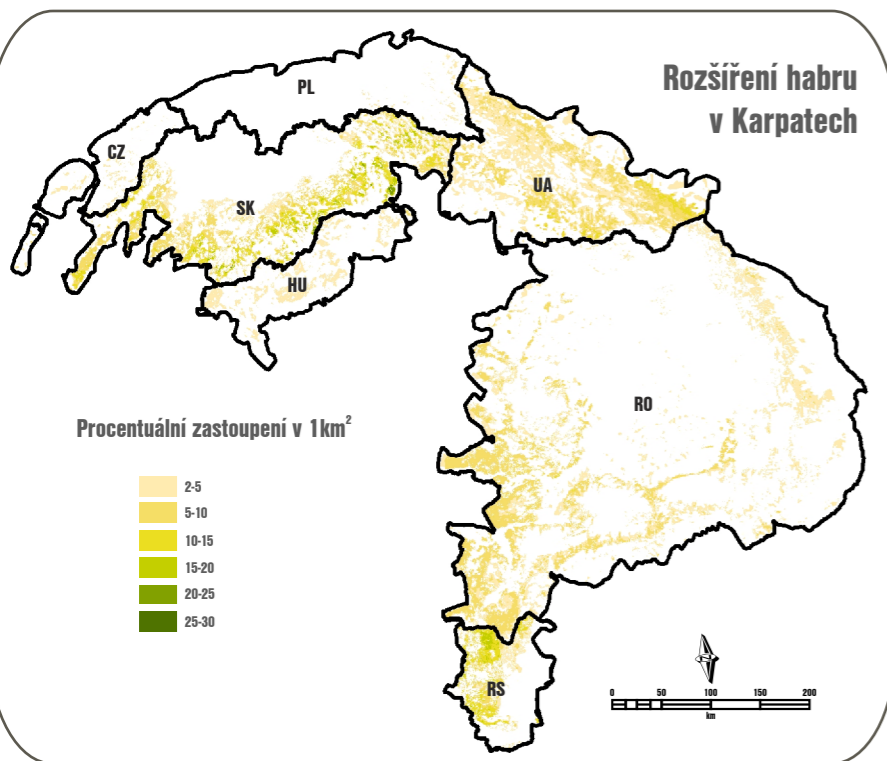 Rozšíření habru
v Karpatech
PL
CZ
SK
UA
HU
RO
RS
Procentuální zastoupení v 1km²
2-5
5-10
10-15
15-20
20-25
25-30
0 50 100 150 200
km